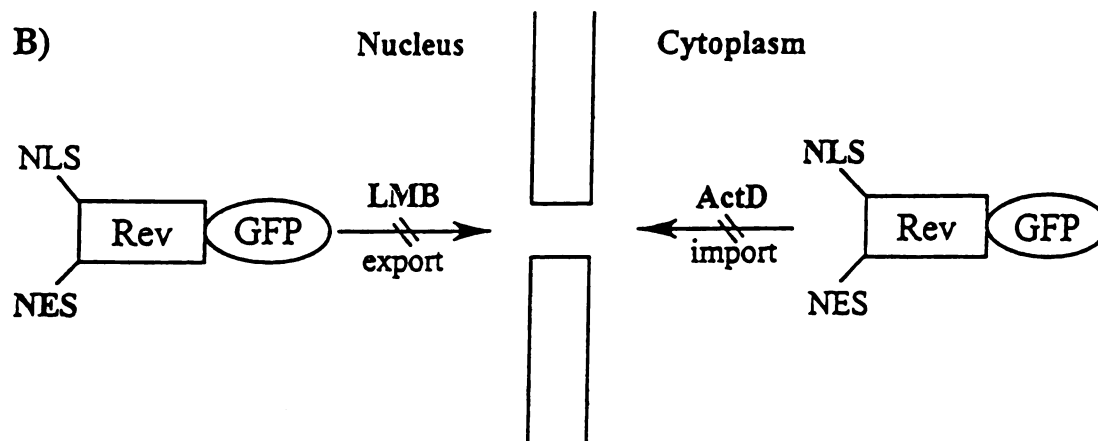 B)
Nucleus
Cytoplasm
NLS
Rev
GFP
NES
LMB
export
ActD
import
NLS
Rev
GFP
NES